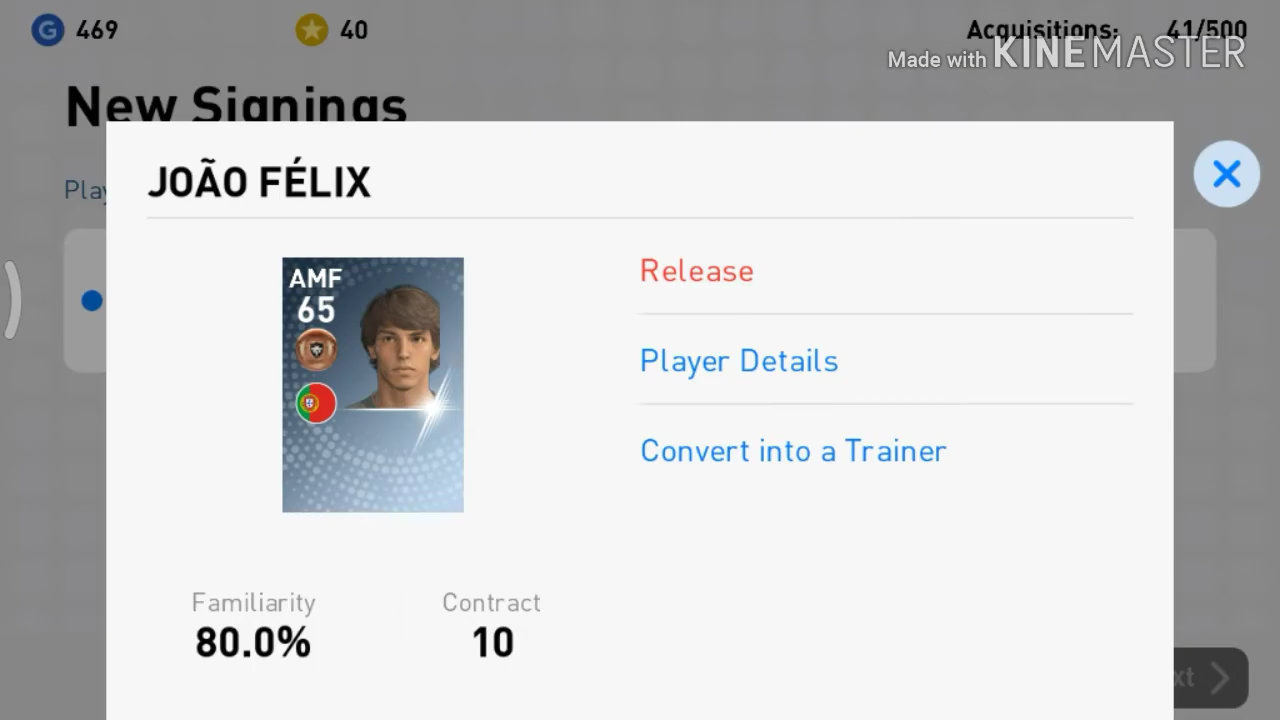 469
40
Acquisitions: 41/500
Made with KINEMASTER
New Signings
JOÃO FÉLIX
AMF
65
Release
Player Details
Convert into a Trainer
Familiarity
80.0%
Contract
10